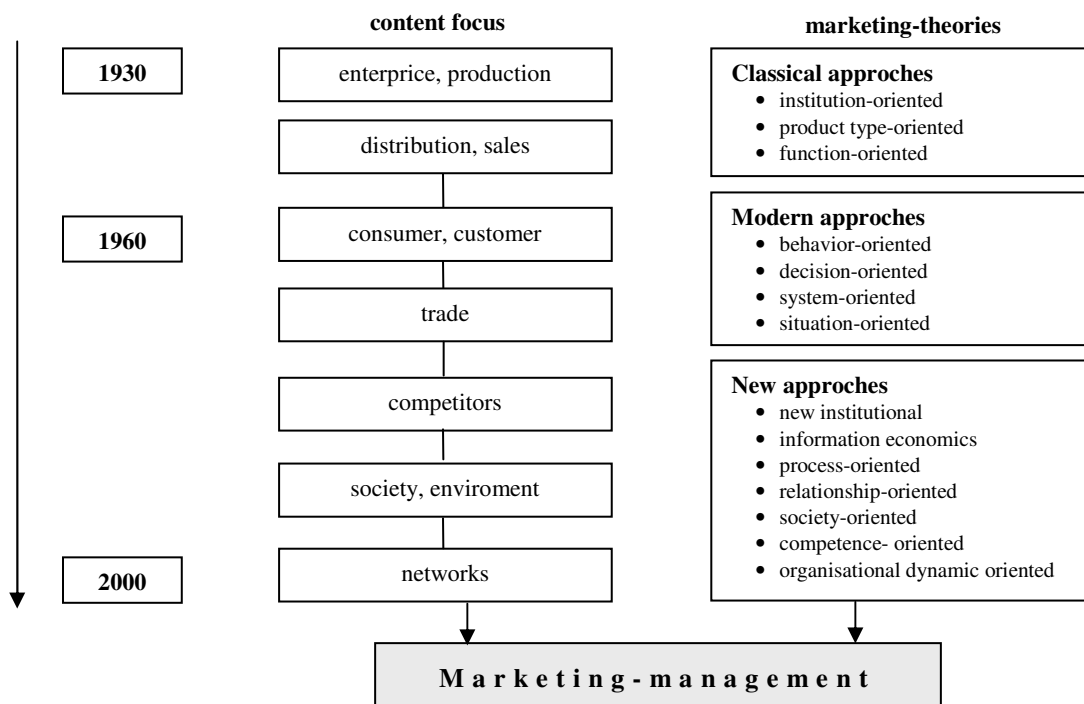 content focus
marketing-theories
1930
enterprice, production
distribution, sales
1960
consumer, customer
trade
competitors
society, enviroment
2000
networks
Classical approches
• institution-oriented
• product type-oriented
• function-oriented
Modern approches
• behavior-oriented
• decision-oriented
• system-oriented
• situation-oriented
New approches
• new institutional
• information economics
• process-oriented
• relationship-oriented
• society-oriented
• competence- oriented
• organisational dynamic oriented
Marketing-management